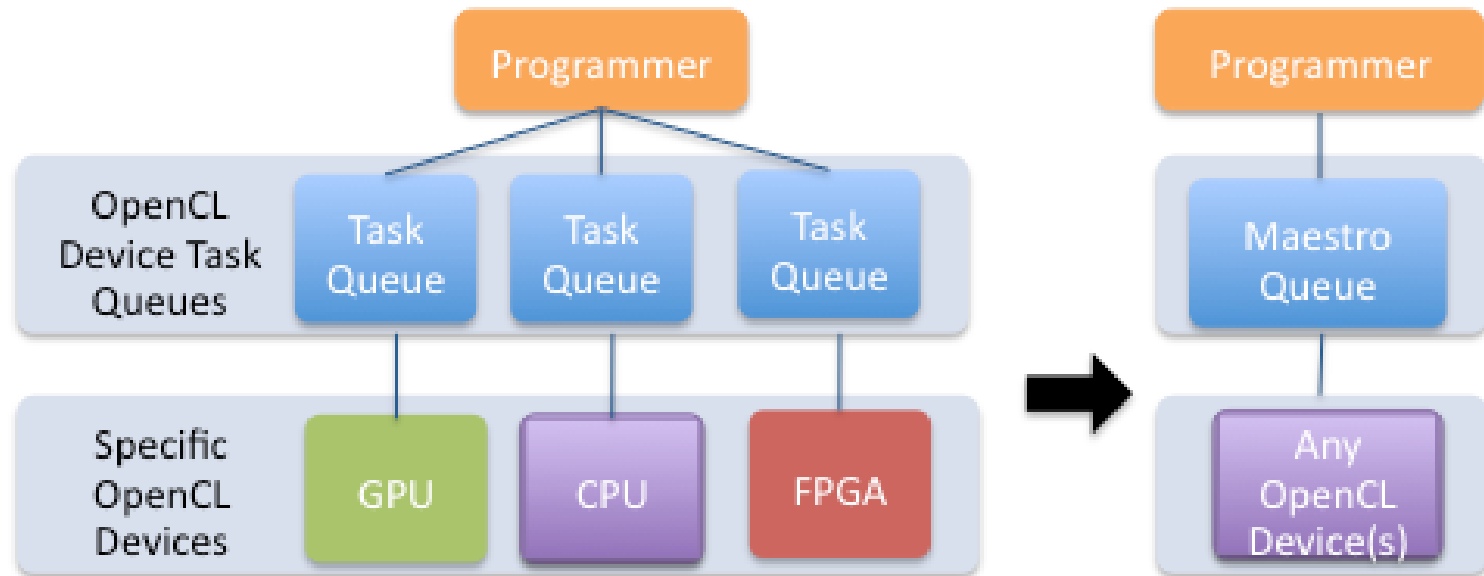 Programmer
OpenCL
Device Task
Queues
Task
Queue
Task
Queue
Task
Queue
Specific
OpenCL
Devices
GPU
CPU
FPGA
Programmer
Maestro
Queue
Any
OpenCL
Device(s)